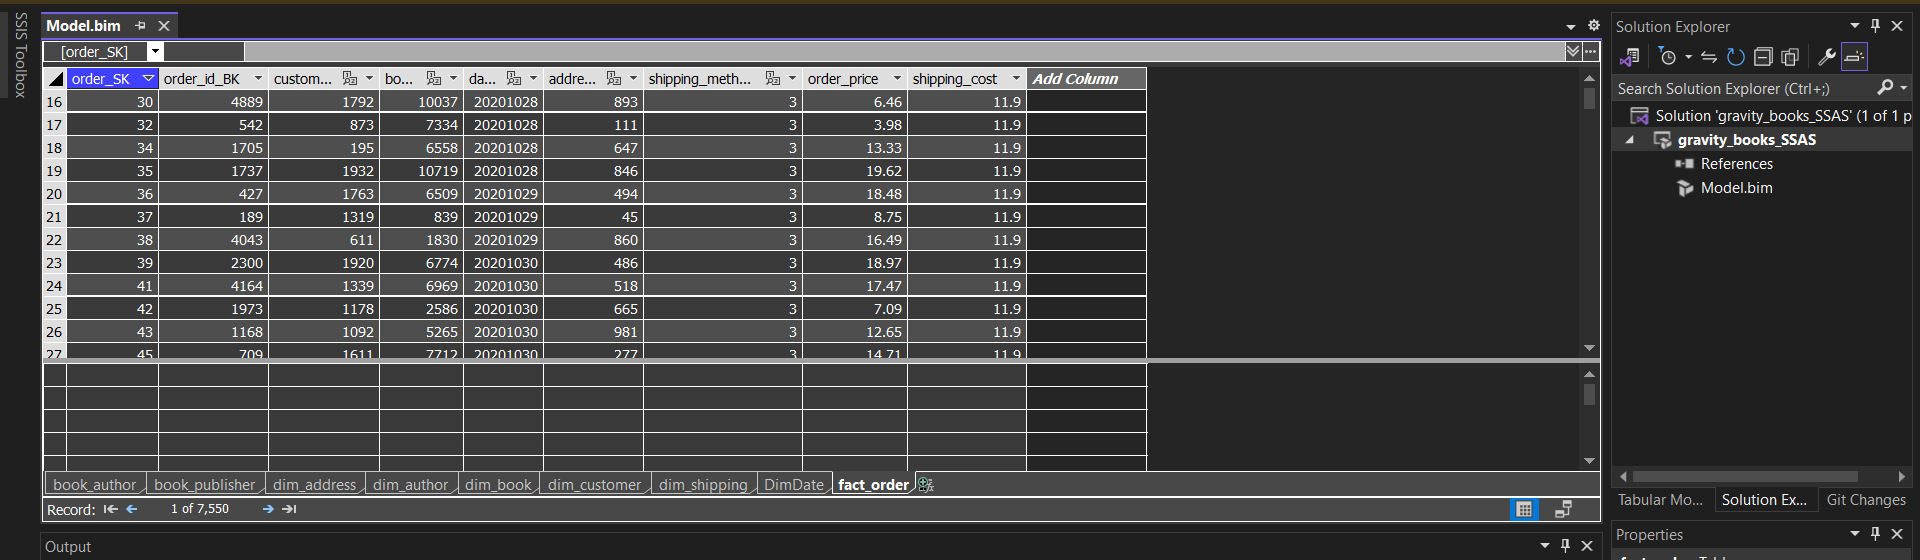 SSIS Toolbox
Model.bim
[order_SK]
order_SK order_id_BK custom... bo... da... addre... shipping_meth... order_price shipping_cost Add Column
16 30 4889 1792 10037 20201028 893 3 6.46 11.9
17 32 542 873 7334 20201028 111 3 3.98 11.9
18 34 1705 195 6558 20201028 647 3 13.33 11.9
19 35 1737 1932 10719 20201028 846 3 19.62 11.9
20 36 427 1763 6509 20201029 494 3 18.48 11.9
21 37 189 1319 839 20201029 45 3 8.75 11.9
22 38 4043 611 1830 20201029 860 3 16.49 11.9
23 39 2300 1920 6774 20201030 486 3 18.97 11.9
24 41 4164 1339 6969 20201030 518 3 17.47 11.9
25 42 1973 1178 2586 20201030 665 3 7.09 11.9
26 43 1168 1092 5265 20201030 981 3 12.65 11.9
27 45 709 1611 7712 20201030 277 3 14.71 11.9
book_author book_publisher dim_address dim_author dim_book dim_customer dim_shipping DimDate fact_order
Record: 1 of 7,550
Output
Solution Explorer
Search Solution Explorer (Ctrl+;)
Solution 'gravity_books_SSAS' (1 of 1 p
gravity_books_SSAS
References
Model.bim
Tabular Mo... Solution Ex... Git Changes
Properties